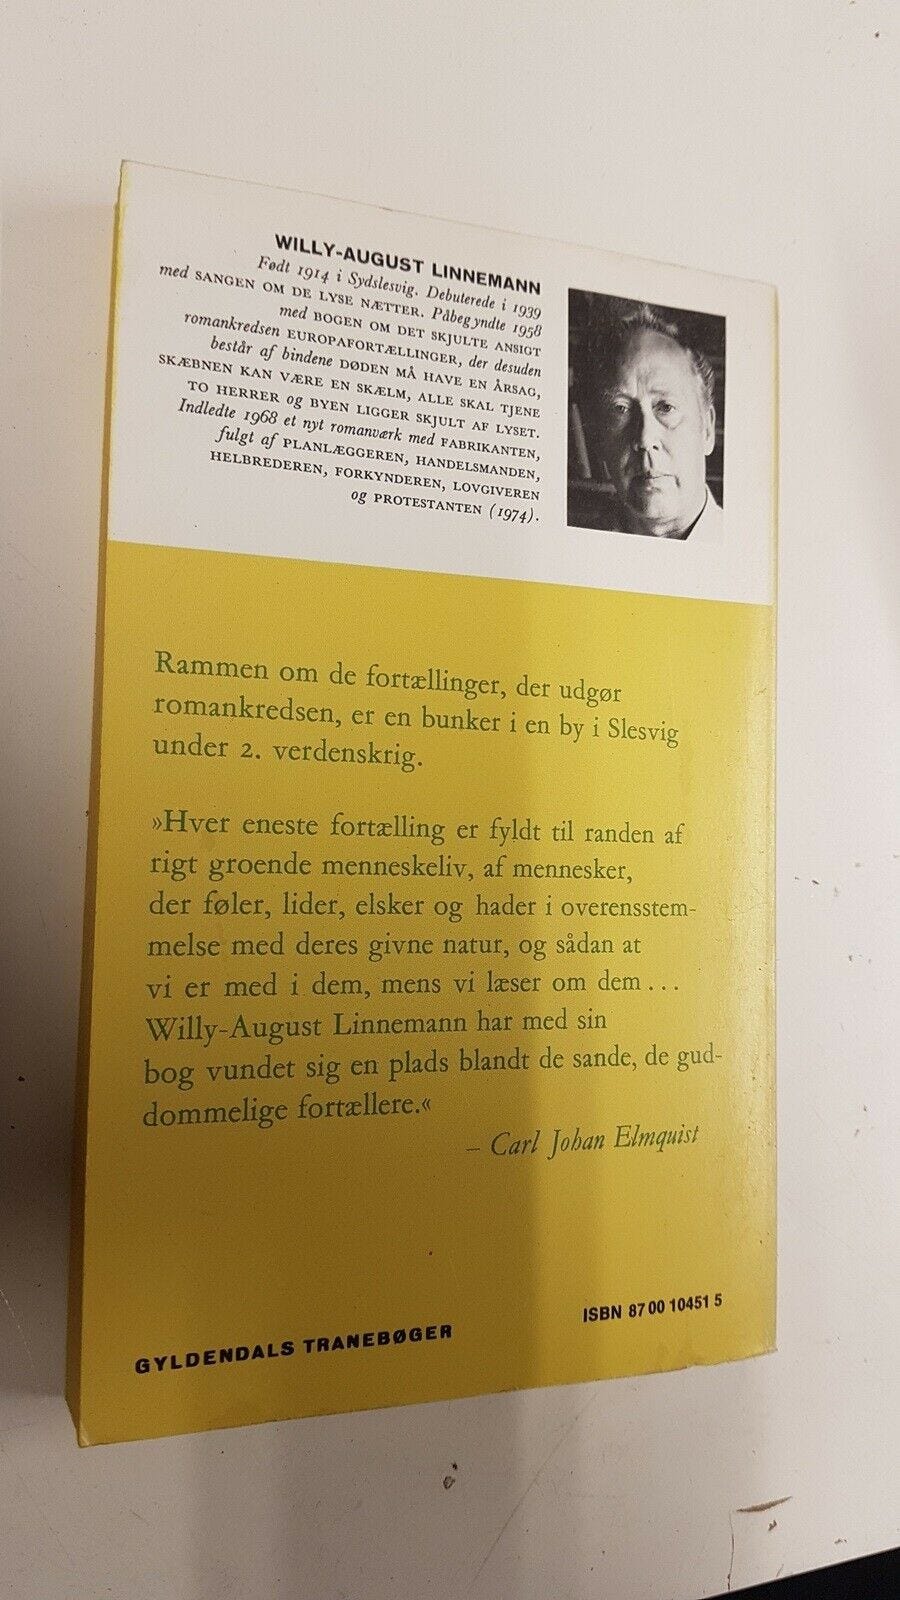 WILLY-AUGUST LINNEMANN
Født 1914 i Sydslesvig. Debuterede i 1939
med SANGEN OM DE LYSE NÆTTER. Påbegyndte 1958
med BOGEN OM DET SKJULTE ANSIGT
romankredsen EUROPAFORTÆLLINGER, der desuden
består af bindene DØDEN MÅ HAVE EN ÅRSAG,
SKÆBNEN KAN VÆRE EN SKÆLM, ALLE SKAL TJENE
TO HERRER og BYEN LIGGER SKJULT AF LYSET.
Indledte 1968 et nyt romanværk med FABRIKANTEN,
fulgt af PLANLÆGGEREN, HANDELSMANDEN,
HELBREDEREN, FORKYNDEREN, LOVGIVEREN
og PROTESTANTEN (1974).
Rammen om de fortællinger, der udgør
romankredsen, er en bunker i en by i Slesvig
under 2. verdenskrig.
»Hver eneste fortælling er fyldt til randen af
rigt groende menneskeliv, af mennesker,
der føler, lider, elsker og hader i overensstem-
melse med deres givne natur, og sådan at
vi er med i dem, mens vi læser om dem...
Willy-August Linnemann har med sin
bog vundet sig en plads blandt de sande, de gud-
dommelige fortællere.«
– Carl Johan Elmquist
ISBN 87 00 10451 5
GYLDENDALS TRANEBØGER